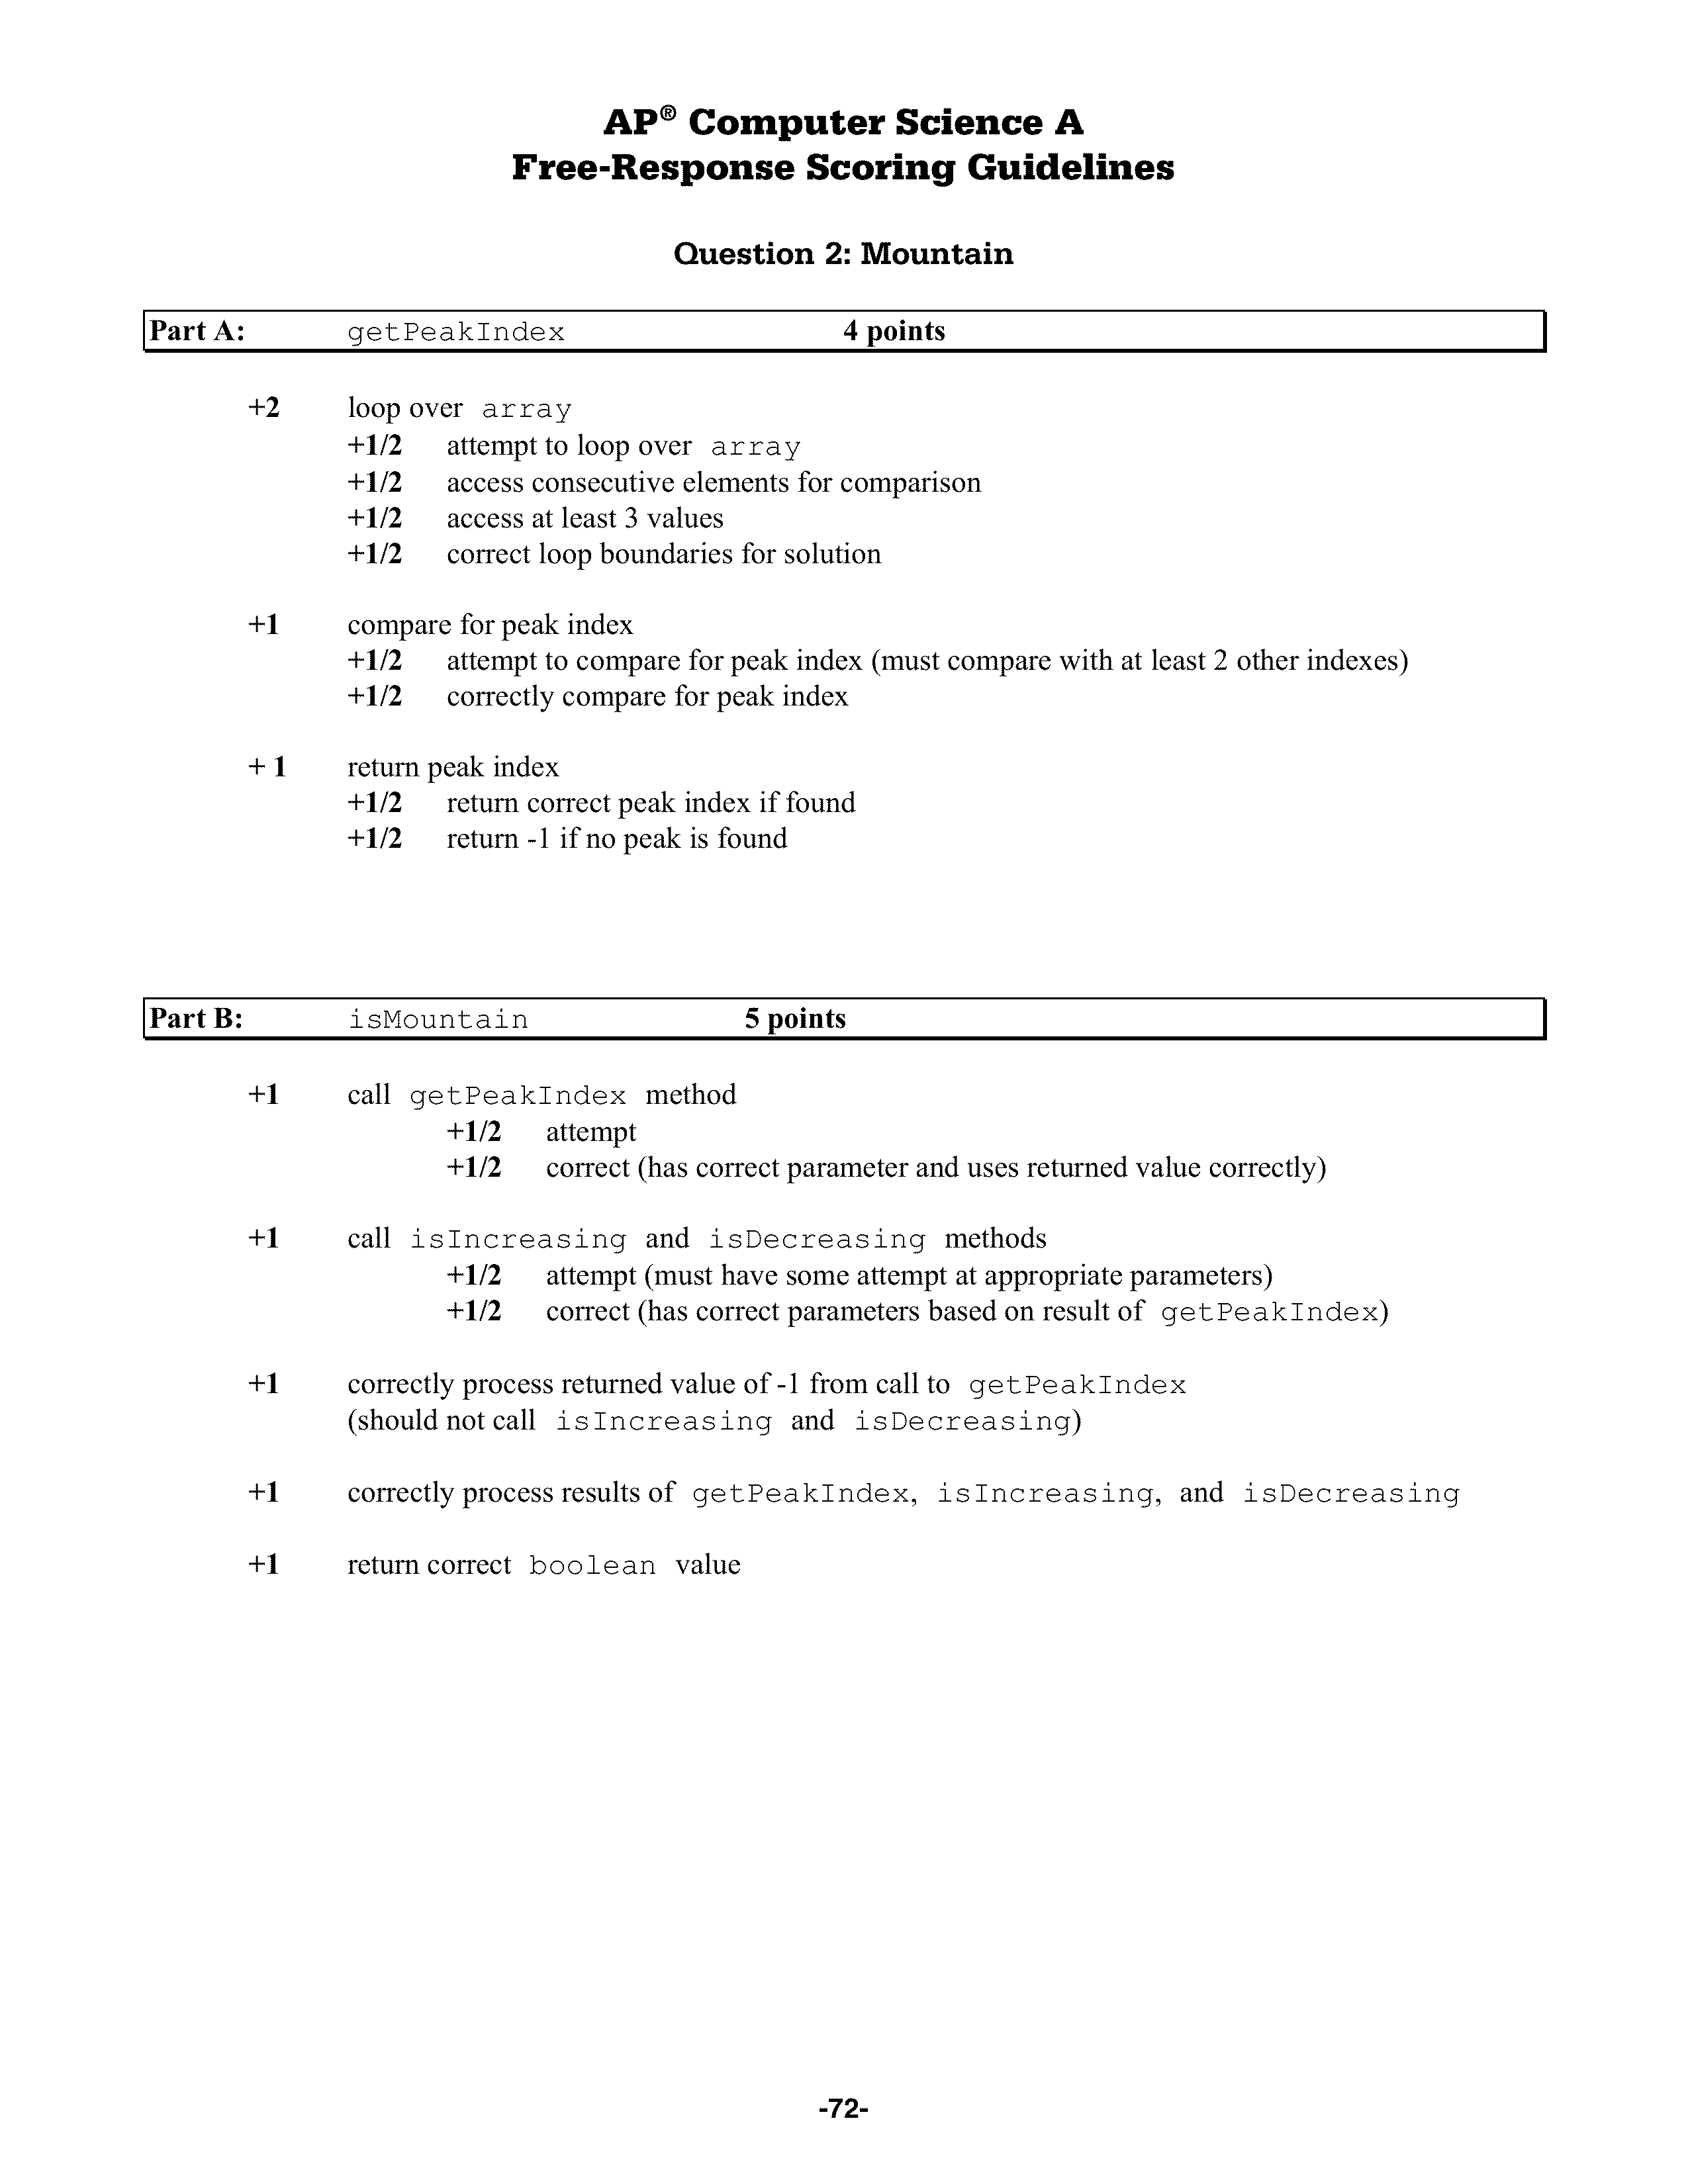 AP® Computer Science A
Free-Response Scoring Guidelines
Question 2: Mountain
Part A: getPeakIndex 4 points
+2 loop over array
+1/2 attempt to loop over array
+1/2 access consecutive elements for comparison
+1/2 access at least 3 values
+1/2 correct loop boundaries for solution
+1 compare for peak index
+1/2 attempt to compare for peak index (must compare with at least 2 other indexes)
+1/2 correctly compare for peak index
+ 1 return peak index
+1/2 return correct peak index if found
+1/2 return -1 if no peak is found
Part B: isMountain 5 points
+1 call getPeakIndex method
+1/2 attempt
+1/2 correct (has correct parameter and uses returned value correctly)
+1 call isIncreasing and isDecreasing methods
+1/2 attempt (must have some attempt at appropriate parameters)
+1/2 correct (has correct parameters based on result of getPeakIndex)
+1 correctly process returned value of -1 from call to getPeakIndex
(should not call isIncreasing and isDecreasing)
+1 correctly process results of getPeakIndex, isIncreasing, and isDecreasing
+1 return correct boolean value
-72-